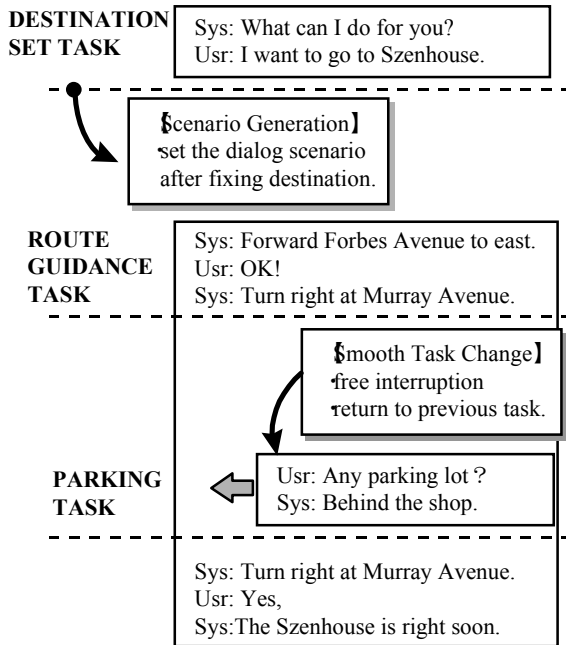 DESTINATION
SET TASK
Sys: What can I do for you?
Usr: I want to go to Szenhouse.
【Scenario Generation】
·set the dialog scenario
after fixing destination.
ROUTE
GUIDANCE
TASK
Sys: Forward Forbes Avenue to east.
Usr: OK!
Sys: Turn right at Murray Avenue.
【Smooth Task Change】
·free interruption
·return to previous task.
PARKING
TASK
Usr: Any parking lot？
Sys: Behind the shop.
Sys: Turn right at Murray Avenue.
Usr: Yes,
Sys:The Szenhouse is right soon.